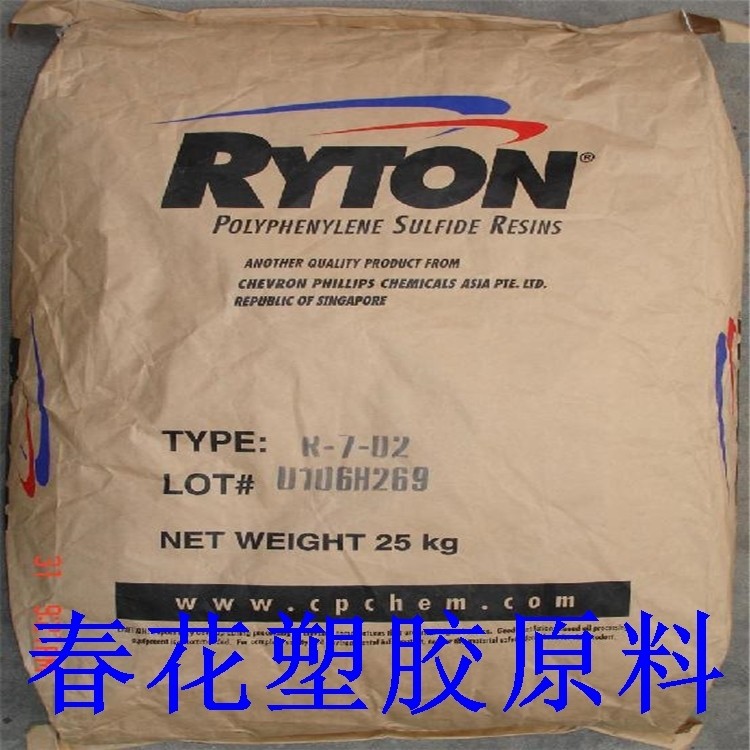 RYTON®
POLYPHENYLENE SULFIDE RESINS
ANOTHER QUALITY PRODUCT FROM
CHEVRON PHILLIPS CHEMICALS ASIA PTE. LTD.
REPUBLIC OF SINGAPORE
TYPE: R-7-02
LOT# 0706H269
NET WEIGHT 25 kg
www.cpchem.com
春花塑胶原料